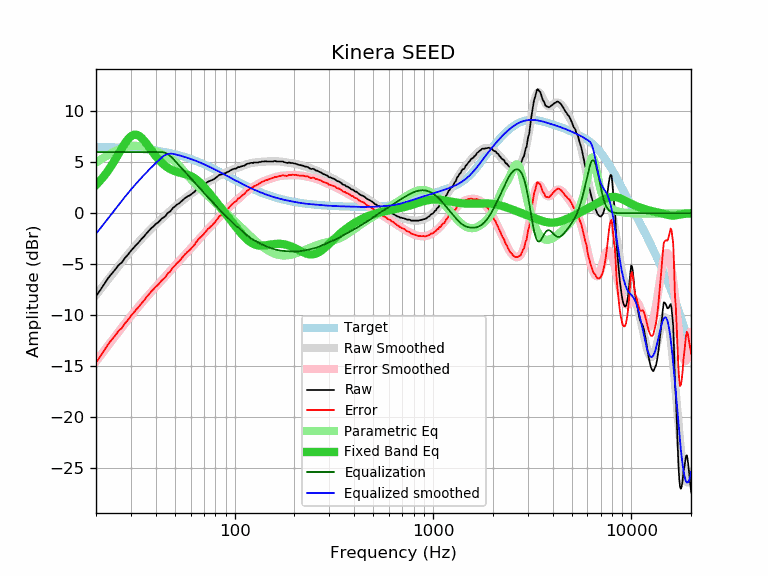 Kinera SEED
10
5
0
−5
−10
−15
−20
−25
Amplitude (dBr)
Target
Raw Smoothed
Error Smoothed
Raw
Error
Parametric Eq
Fixed Band Eq
Equalization
Equalized smoothed
100 1000 10000
Frequency (Hz)